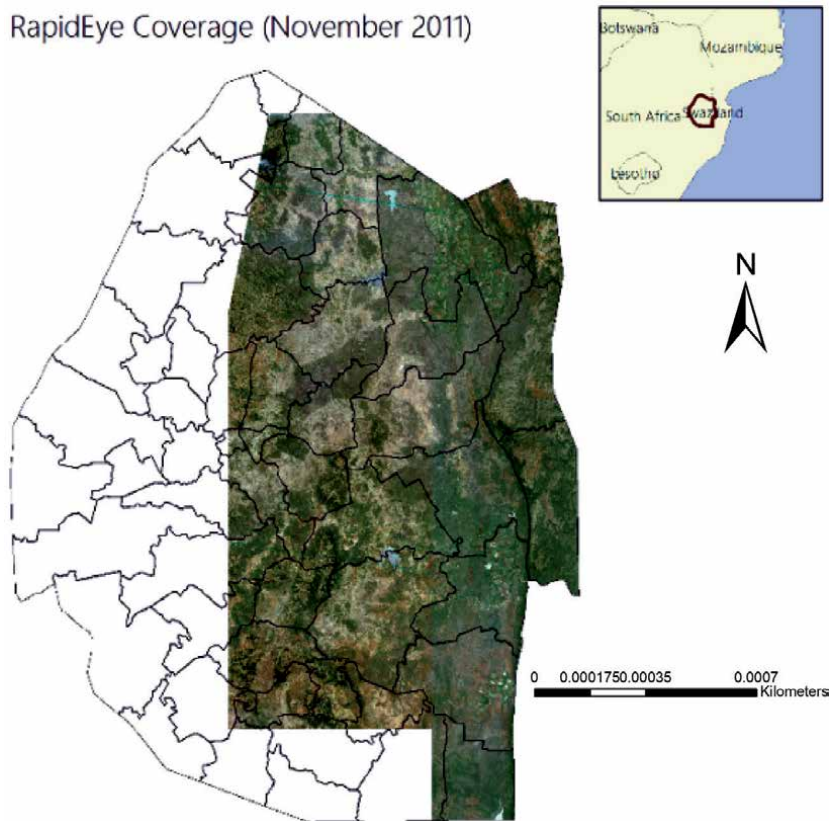 RapidEye Coverage (November 2011)
Botswana
Mozambique
South Africa
Swaziland
Lesotho
N
0 0.0001750.00035 0.0007
Kilometers